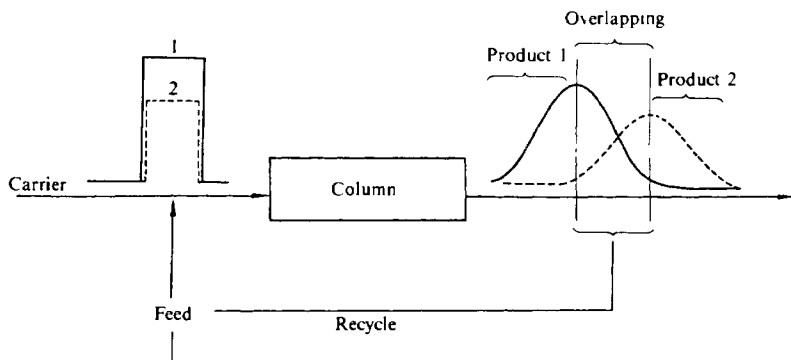 Overlapping
1
Product 1
2
Product 2
Carrier
Column
Feed
Recycle